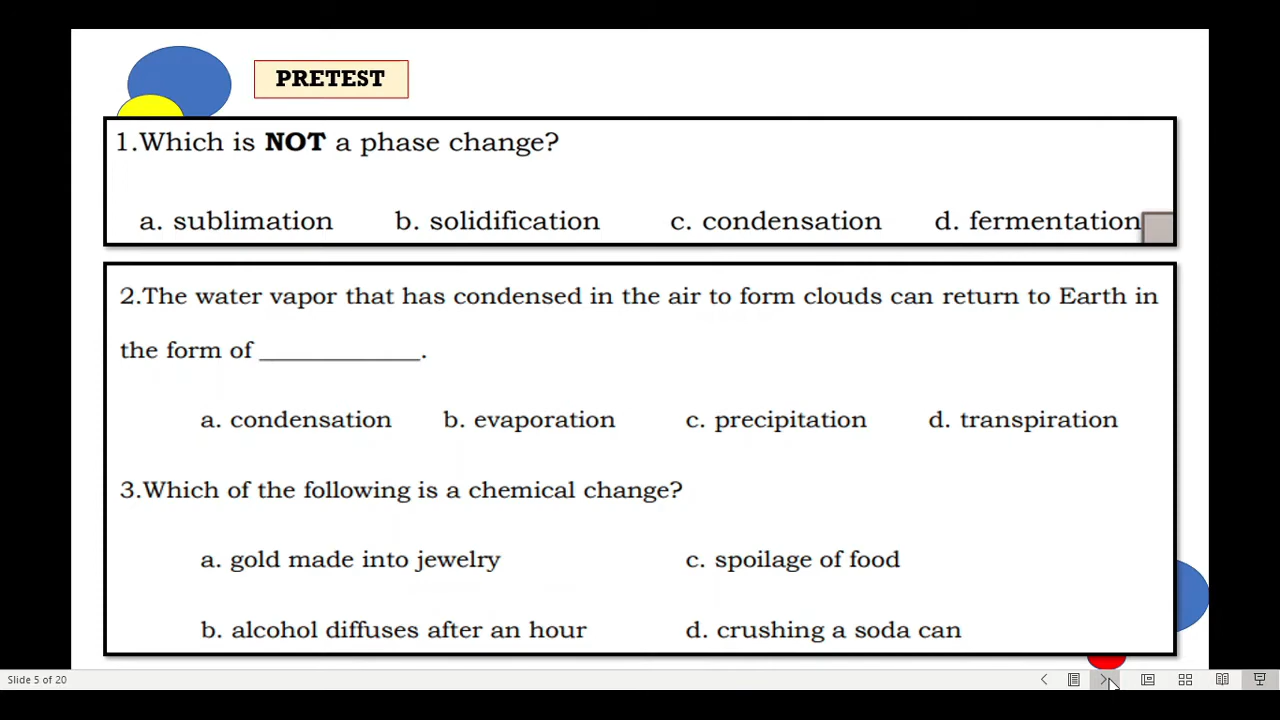 PRETEST
1.Which is NOT a phase change?
a. sublimation b. solidification c. condensation d. fermentation
2.The water vapor that has condensed in the air to form clouds can return to Earth in
the form of _____________.
a. condensation b. evaporation c. precipitation d. transpiration
3.Which of the following is a chemical change?
a. gold made into jewelry c. spoilage of food
b. alcohol diffuses after an hour d. crushing a soda can
Slide 5 of 20